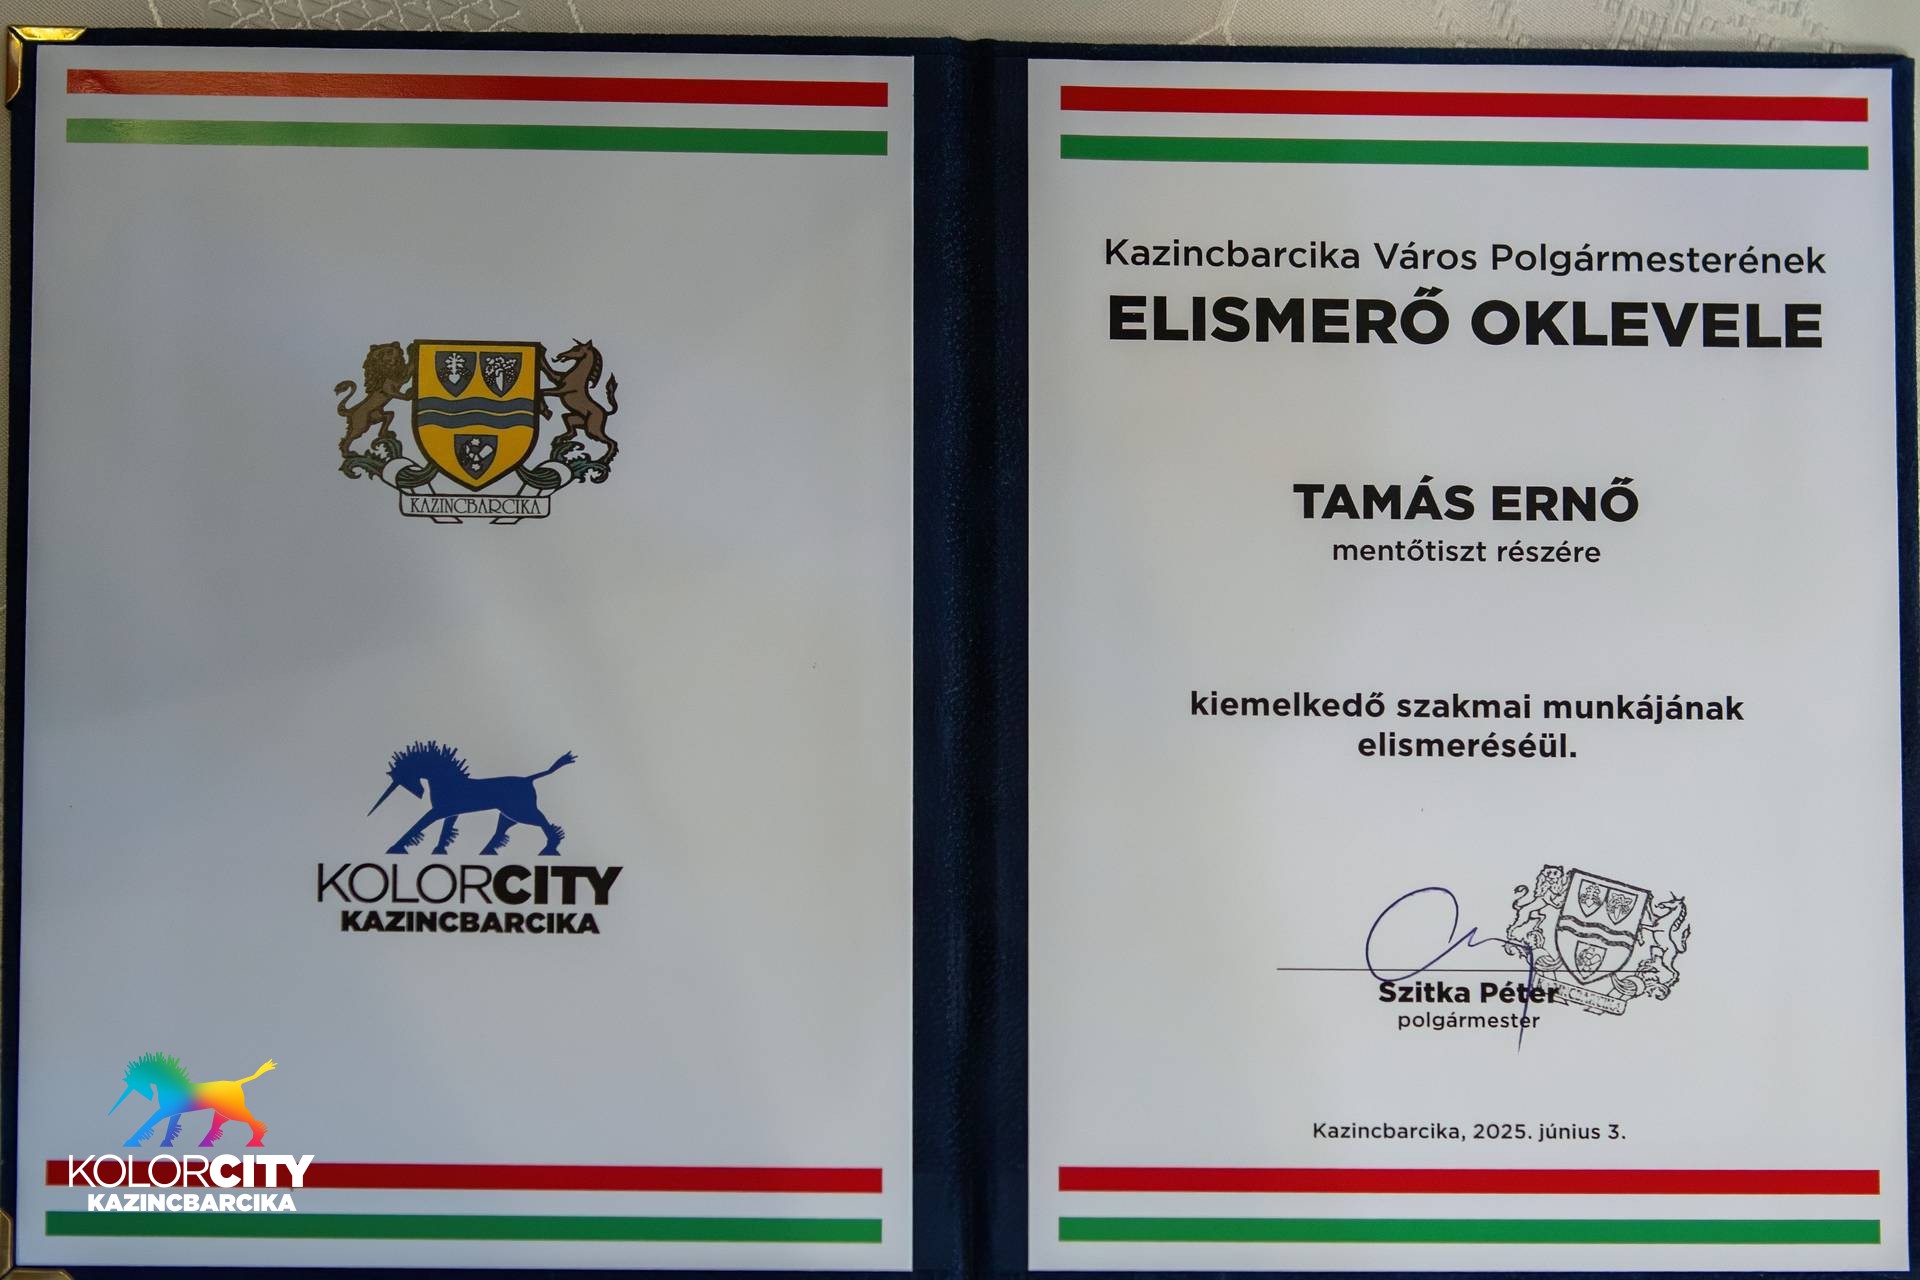 KAZINCBARCIKA
KOLORCITY
KAZINCBARCIKA
KOLORCITY
KAZINCBARCIKA
Kazincbarcika Város Polgármesterének
ELISMERŐ OKLEVELE
TAMÁS ERNŐ
mentőtiszt részére
kiemelkedő szakmai munkájának
elismeréséül.
KAZINCBARCIKA
Szitka Péter
polgármester
Kazincbarcika, 2025. június 3.